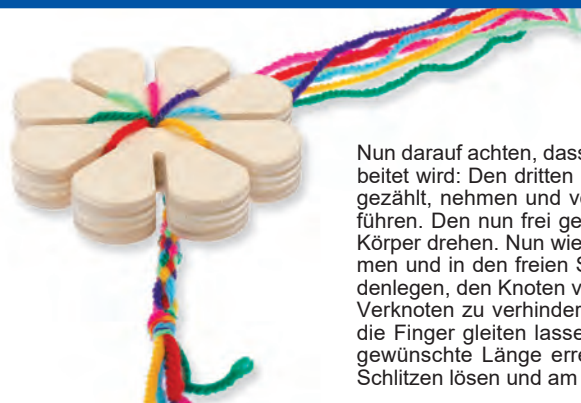 Nun darauf achten, dass
beitet wird: Den dritten
gezählt, nehmen und v
führen. Den nun frei ge
Körper drehen. Nun wie
men und in den freien S
denlegen, den Knoten v
Verknoten zu verhinder
die Finger gleiten lasse
gewünschte Länge erre
Schlitzen lösen und am